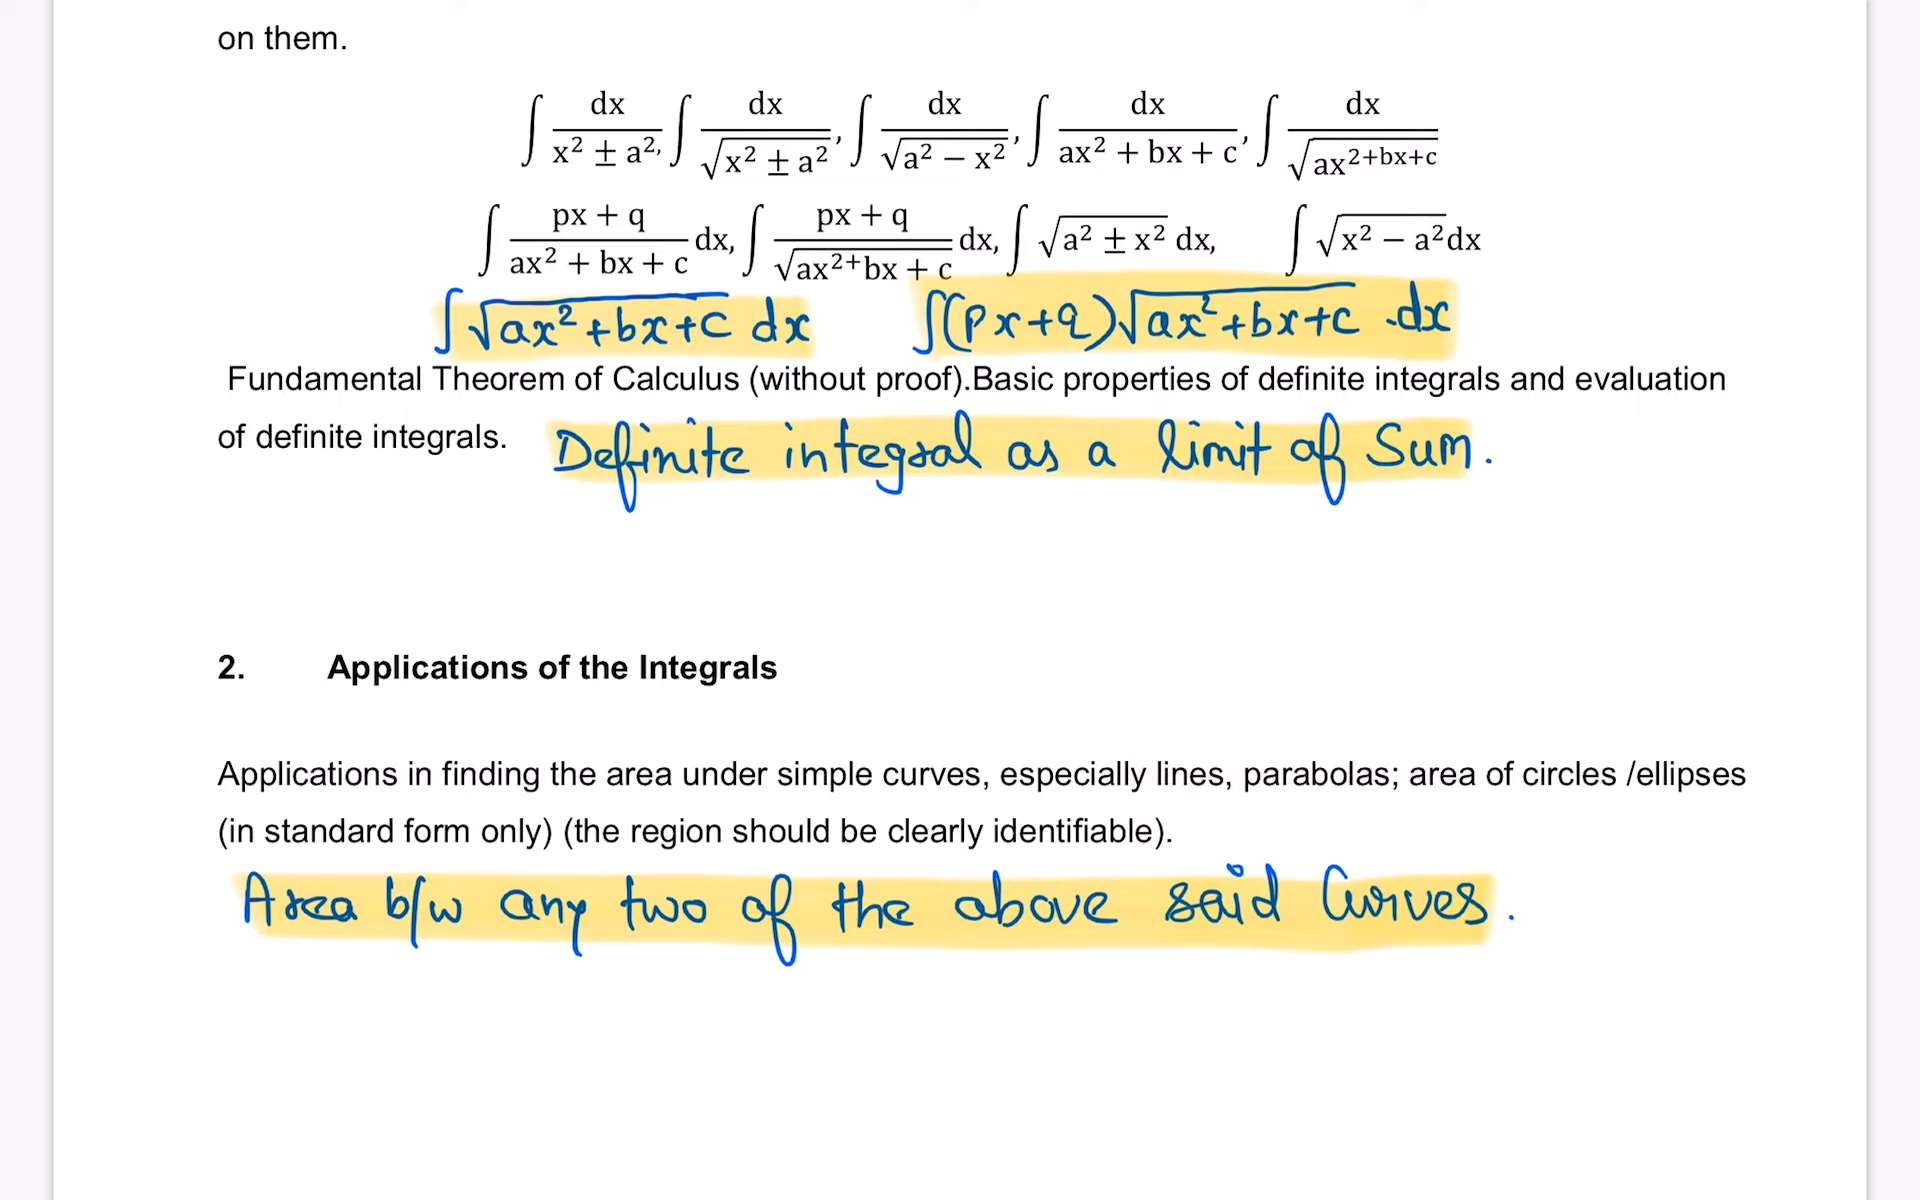 on them.
∫ dx/(x² ± a²), ∫ dx/√(x² ± a²), ∫ dx/√(a² − x²), ∫ dx/(ax² + bx + c), ∫ dx/√(ax²+bx+c)
∫ (px + q)/(ax² + bx + c) dx, ∫ (px + q)/√(ax²+bx + c) dx, ∫ √(a² ± x²) dx, ∫ √(x² − a²)dx
∫√(ax²+bx+c) dx ∫(px+q)√(ax²+bx+c) .dx
Fundamental Theorem of Calculus (without proof).Basic properties of definite integrals and evaluation
of definite integrals. Definite integral as a limit of Sum.
2. Applications of the Integrals
Applications in finding the area under simple curves, especially lines, parabolas; area of circles /ellipses
(in standard form only) (the region should be clearly identifiable).
Area b/w any two of the above said Curves.